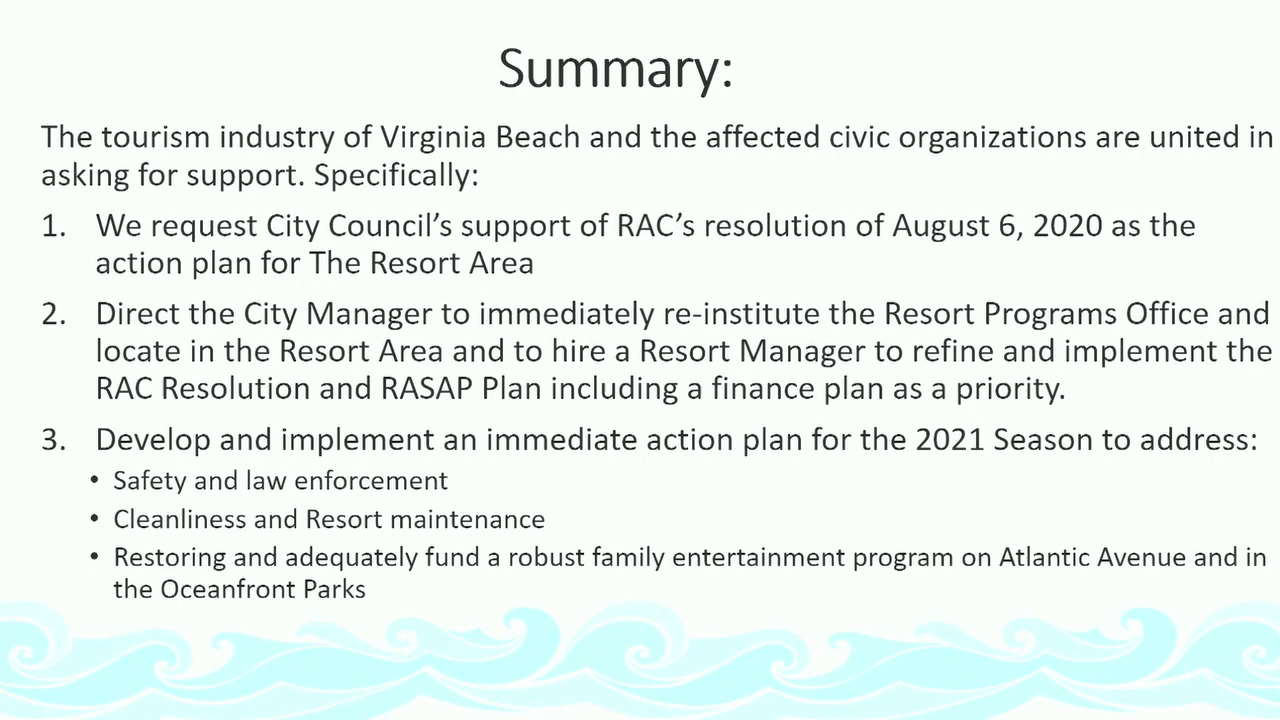 Summary:
The tourism industry of Virginia Beach and the affected civic organizations are united in
asking for support. Specifically:
1. We request City Council’s support of RAC’s resolution of August 6, 2020 as the
action plan for The Resort Area
2. Direct the City Manager to immediately re-institute the Resort Programs Office and
locate in the Resort Area and to hire a Resort Manager to refine and implement the
RAC Resolution and RASAP Plan including a finance plan as a priority.
3. Develop and implement an immediate action plan for the 2021 Season to address:
• Safety and law enforcement
• Cleanliness and Resort maintenance
• Restoring and adequately fund a robust family entertainment program on Atlantic Avenue and in
the Oceanfront Parks